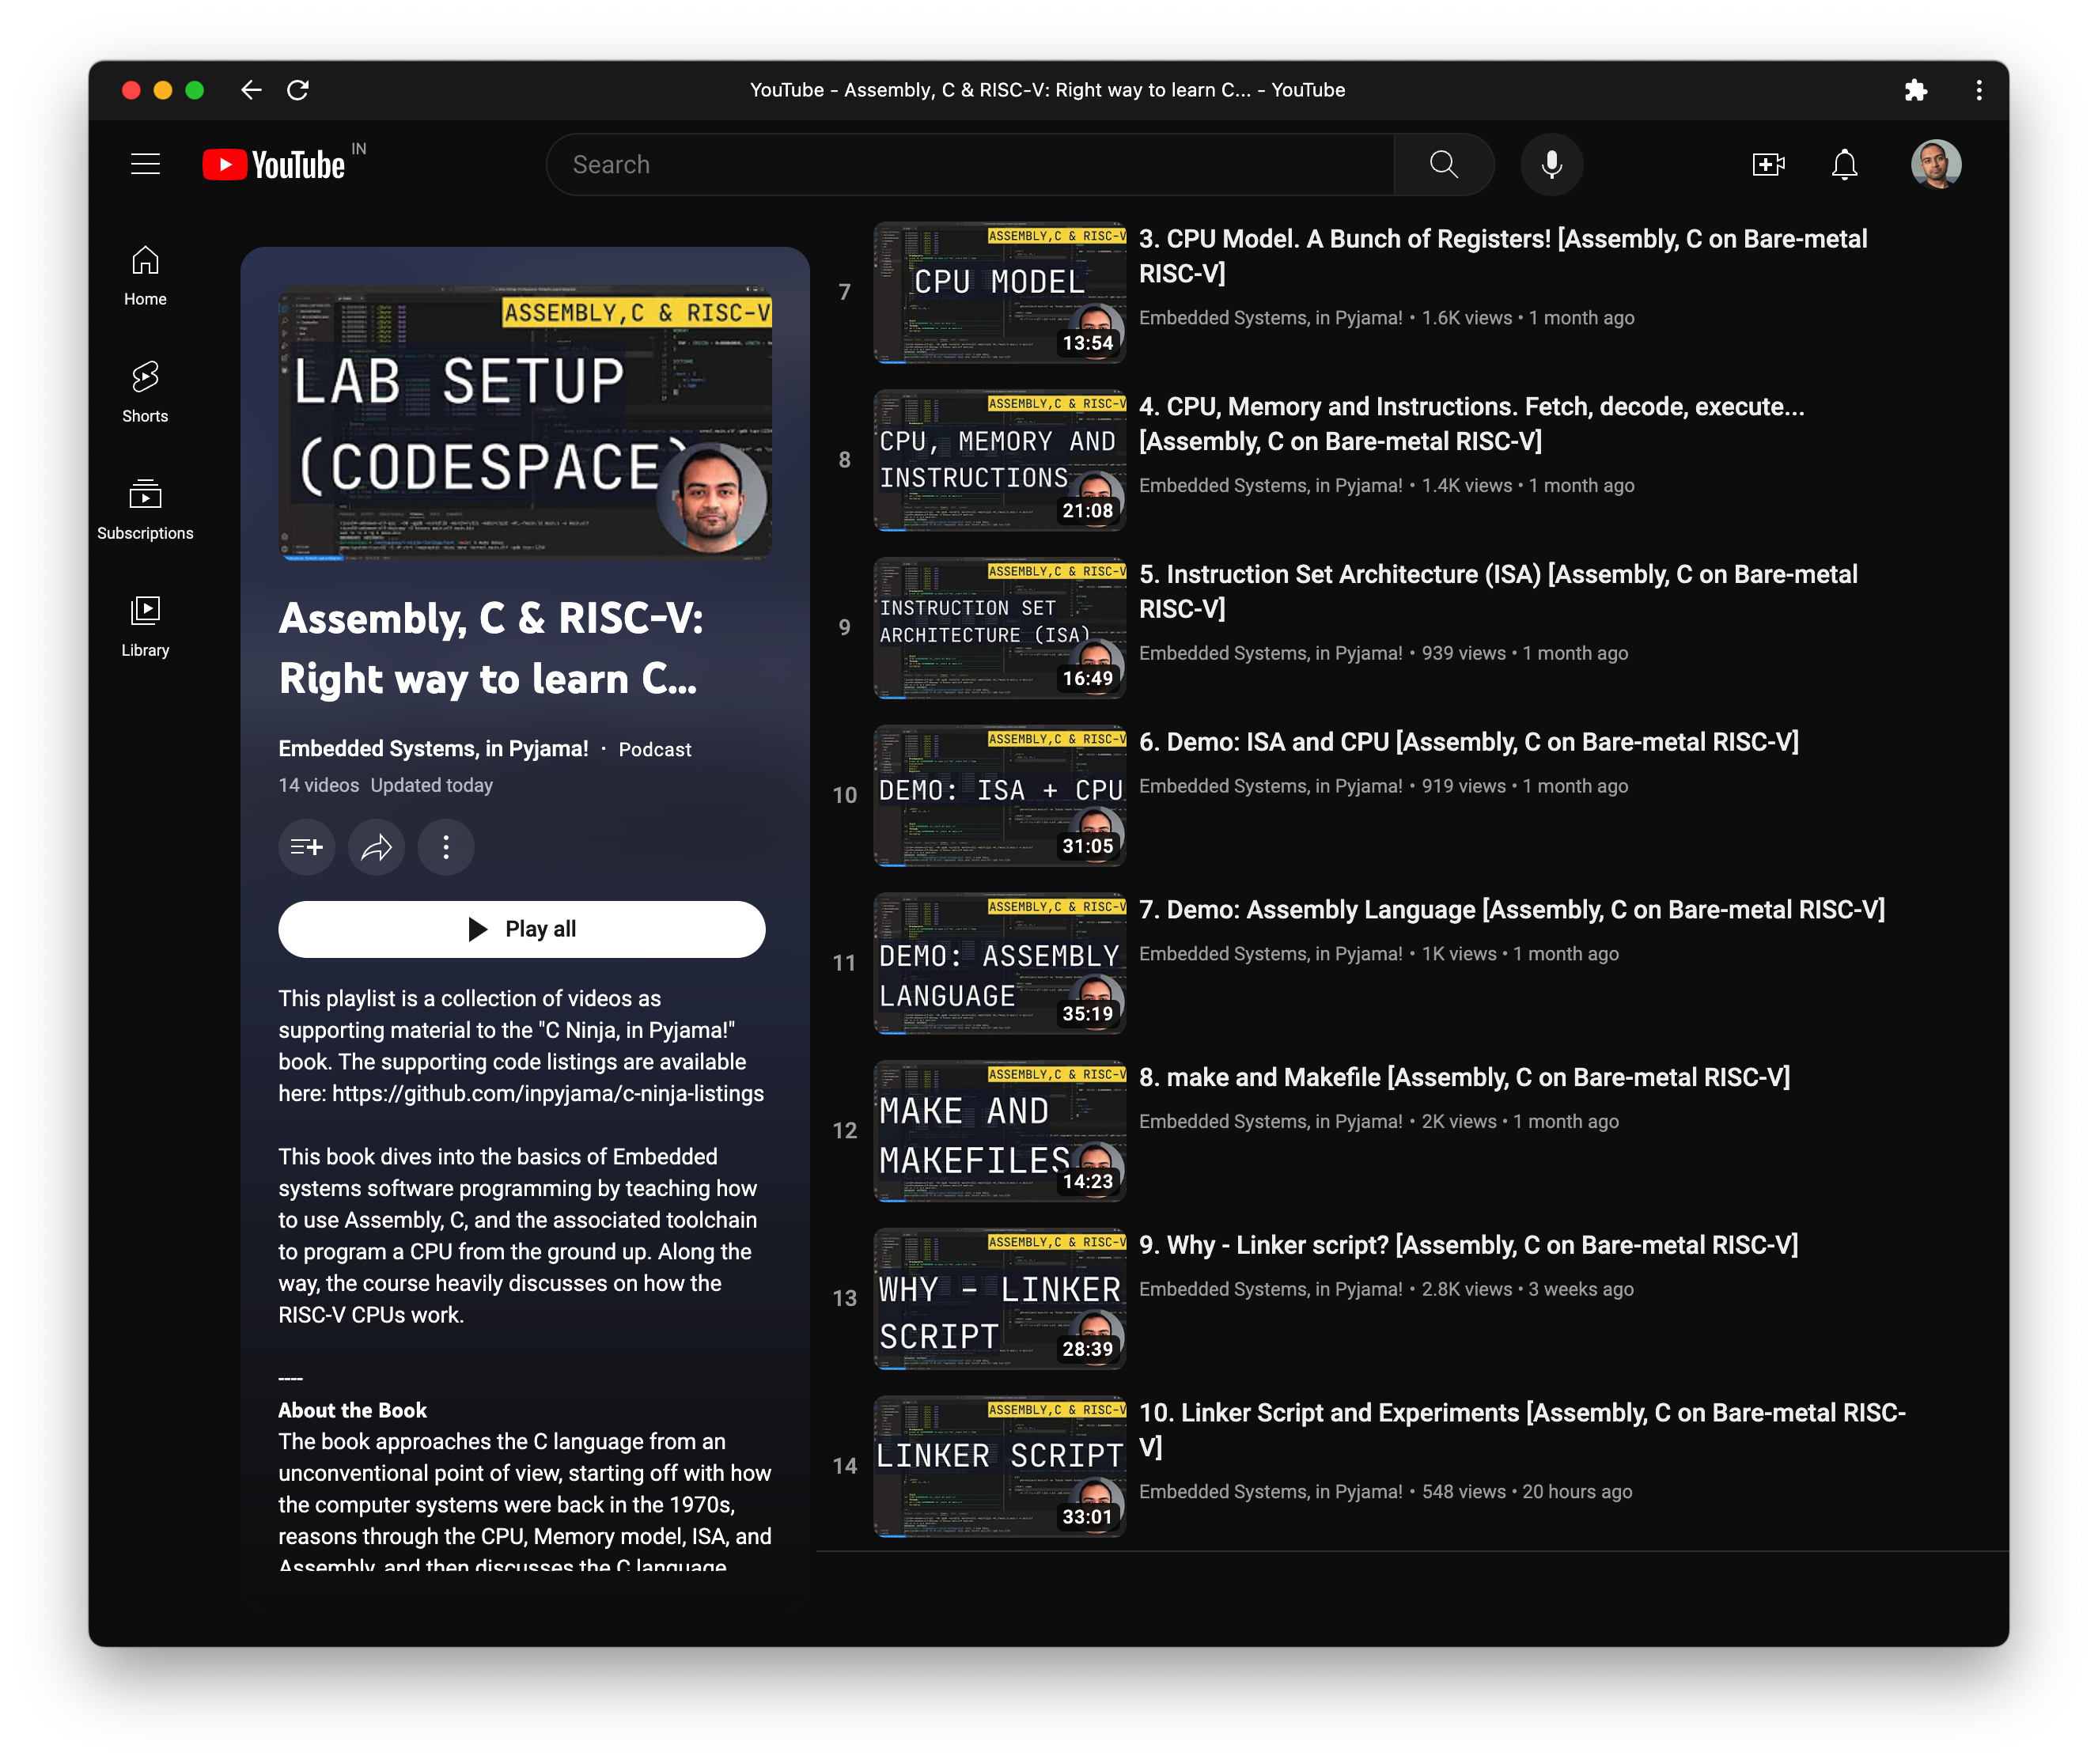 YouTube - Assembly, C & RISC-V: Right way to learn C... - YouTube
YouTube IN
Search
Home
Shorts
Subscriptions
Library
ASSEMBLY,C & RISC-V
LAB SETUP
(CODESPACE)
Assembly, C & RISC-V:
Right way to learn C...
Embedded Systems, in Pyjama! · Podcast
14 videos Updated today
Play all
This playlist is a collection of videos as
supporting material to the "C Ninja, in Pyjama!"
book. The supporting code listings are available
here: https://github.com/inpyjama/c-ninja-listings
This book dives into the basics of Embedded
systems software programming by teaching how
to use Assembly, C, and the associated toolchain
to program a CPU from the ground up. Along the
way, the course heavily discusses on how the
RISC-V CPUs work.
----
About the Book
The book approaches the C language from an
unconventional point of view, starting off with how
the computer systems were back in the 1970s,
reasons through the CPU, Memory model, ISA, and
Assembly, and then discusses the C language
7
ASSEMBLY,C & RISC-V
CPU MODEL
13:54
3. CPU Model. A Bunch of Registers! [Assembly, C on Bare-metal
RISC-V]
Embedded Systems, in Pyjama! • 1.6K views • 1 month ago
8
ASSEMBLY,C & RISC-V
CPU, MEMORY AND
INSTRUCTIONS
21:08
4. CPU, Memory and Instructions. Fetch, decode, execute...
[Assembly, C on Bare-metal RISC-V]
Embedded Systems, in Pyjama! • 1.4K views • 1 month ago
9
ASSEMBLY,C & RISC-V
INSTRUCTION SET
ARCHITECTURE (ISA)
16:49
5. Instruction Set Architecture (ISA) [Assembly, C on Bare-metal
RISC-V]
Embedded Systems, in Pyjama! • 939 views • 1 month ago
10
ASSEMBLY,C & RISC-V
DEMO: ISA + CPU
31:05
6. Demo: ISA and CPU [Assembly, C on Bare-metal RISC-V]
Embedded Systems, in Pyjama! • 919 views • 1 month ago
11
ASSEMBLY,C & RISC-V
DEMO: ASSEMBLY
LANGUAGE
35:19
7. Demo: Assembly Language [Assembly, C on Bare-metal RISC-V]
Embedded Systems, in Pyjama! • 1K views • 1 month ago
12
ASSEMBLY,C & RISC-V
MAKE AND
MAKEFILES
14:23
8. make and Makefile [Assembly, C on Bare-metal RISC-V]
Embedded Systems, in Pyjama! • 2K views • 1 month ago
13
ASSEMBLY,C & RISC-V
WHY - LINKER
SCRIPT
28:39
9. Why - Linker script? [Assembly, C on Bare-metal RISC-V]
Embedded Systems, in Pyjama! • 2.8K views • 3 weeks ago
14
ASSEMBLY,C & RISC-V
LINKER SCRIPT
33:01
10. Linker Script and Experiments [Assembly, C on Bare-metal RISC-
V]
Embedded Systems, in Pyjama! • 548 views • 20 hours ago